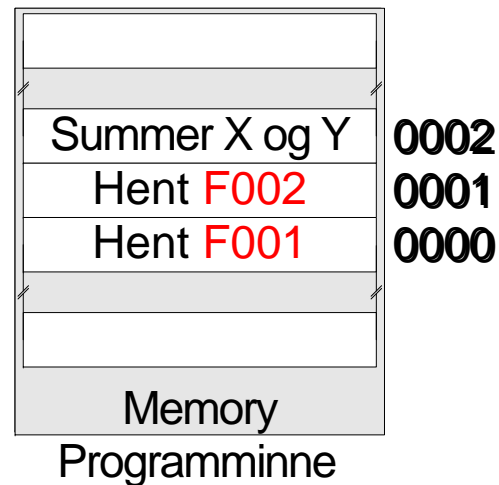 Summer X og Y 0002
Hent F002 0001
Hent F001 0000
Memory
Programminne